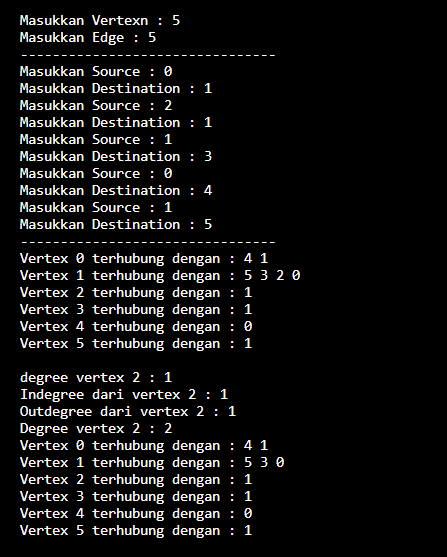 Masukkan Vertexn : 5
Masukkan Edge : 5
--------------------------------
Masukkan Source : 0
Masukkan Destination : 1
Masukkan Source : 2
Masukkan Destination : 1
Masukkan Source : 1
Masukkan Destination : 3
Masukkan Source : 0
Masukkan Destination : 4
Masukkan Source : 1
Masukkan Destination : 5
--------------------------------
Vertex 0 terhubung dengan : 4 1
Vertex 1 terhubung dengan : 5 3 2 0
Vertex 2 terhubung dengan : 1
Vertex 3 terhubung dengan : 1
Vertex 4 terhubung dengan : 0
Vertex 5 terhubung dengan : 1
degree vertex 2 : 1
Indegree dari vertex 2 : 1
Outdegree dari vertex 2 : 1
Degree vertex 2 : 2
Vertex 0 terhubung dengan : 4 1
Vertex 1 terhubung dengan : 5 3 0
Vertex 2 terhubung dengan : 1
Vertex 3 terhubung dengan : 1
Vertex 4 terhubung dengan : 0
Vertex 5 terhubung dengan : 1